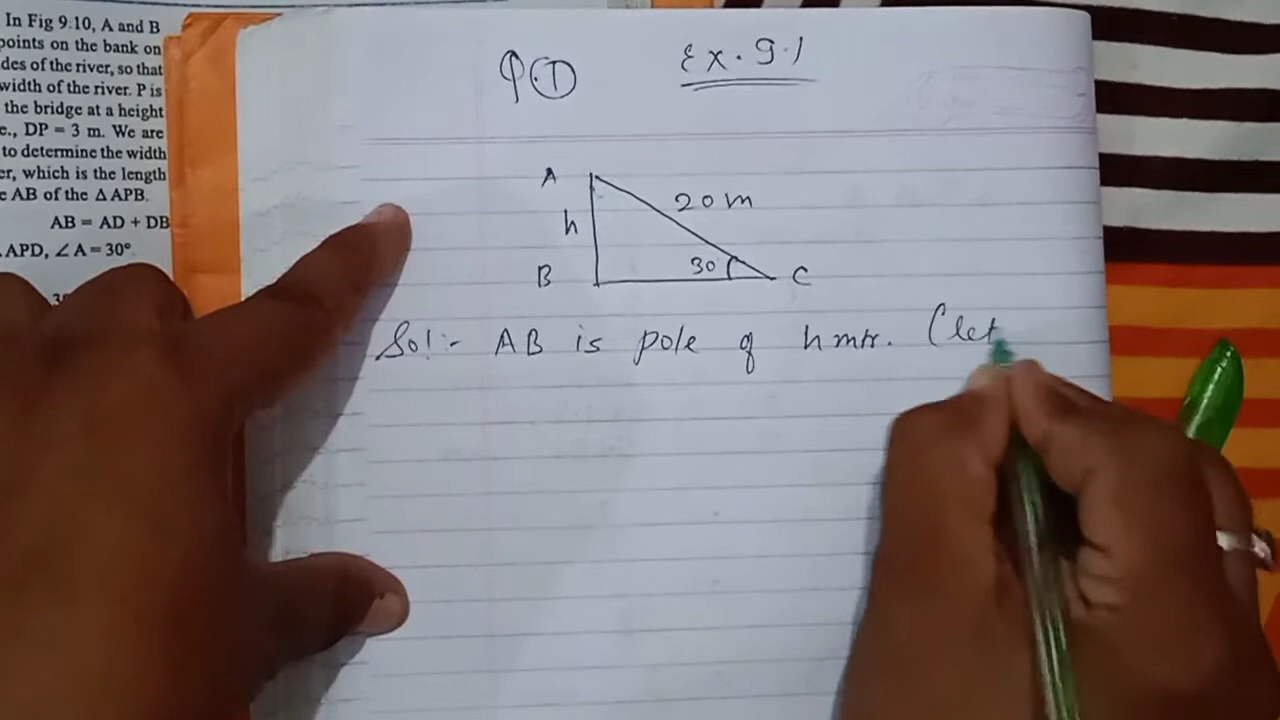 In Fig 9.10, A and B
points on the bank on
des of the river, so that
width of the river. P is
the bridge at a height
e., DP = 3 m. We are
to determine the width
er, which is the length
AB of the Δ APB.
AB = AD + DB
APD, ∠A = 30°.
Q. 1
Ex. 9.1
A
h
20 m
B
30
C
Sol:- AB is pole of h mtr. (let